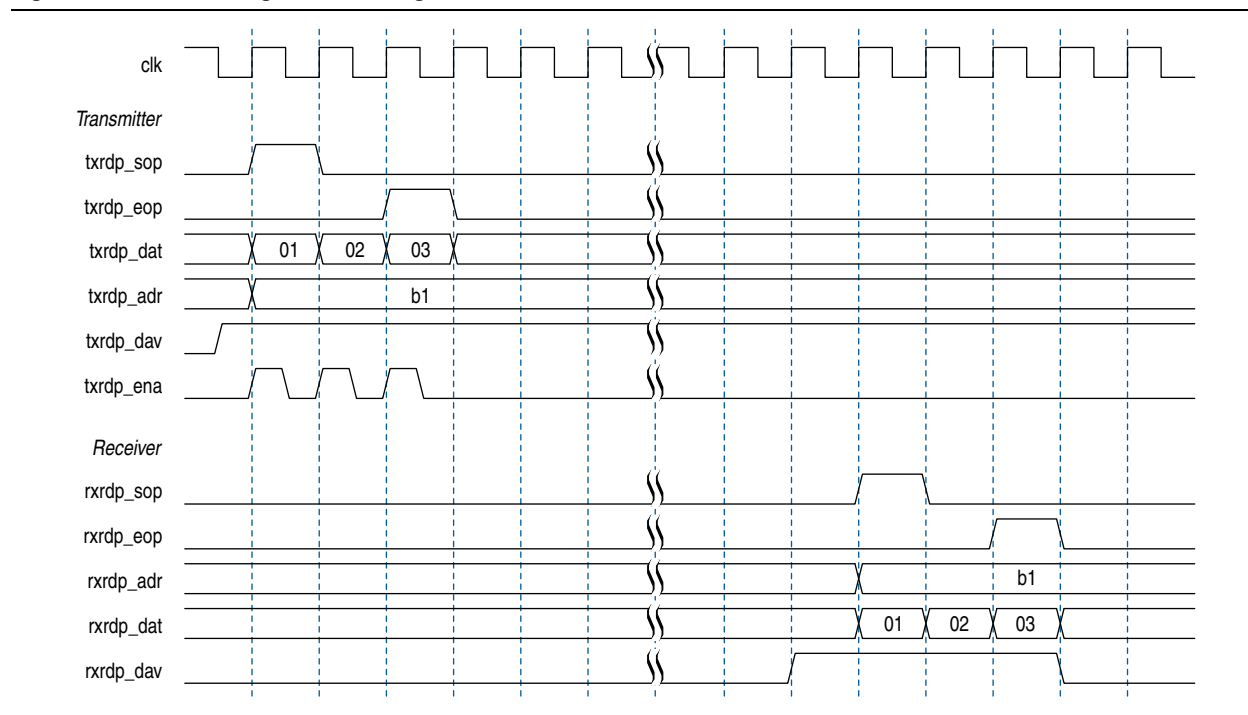 clk
Transmitter
txrdp_sop
txrdp_eop
txrdp_dat 01 02 03
txrdp_adr b1
txrdp_dav
txrdp_ena
Receiver
rxrdp_sop
rxrdp_eop
rxrdp_adr b1
rxrdp_dat 01 02 03
rxrdp_dav